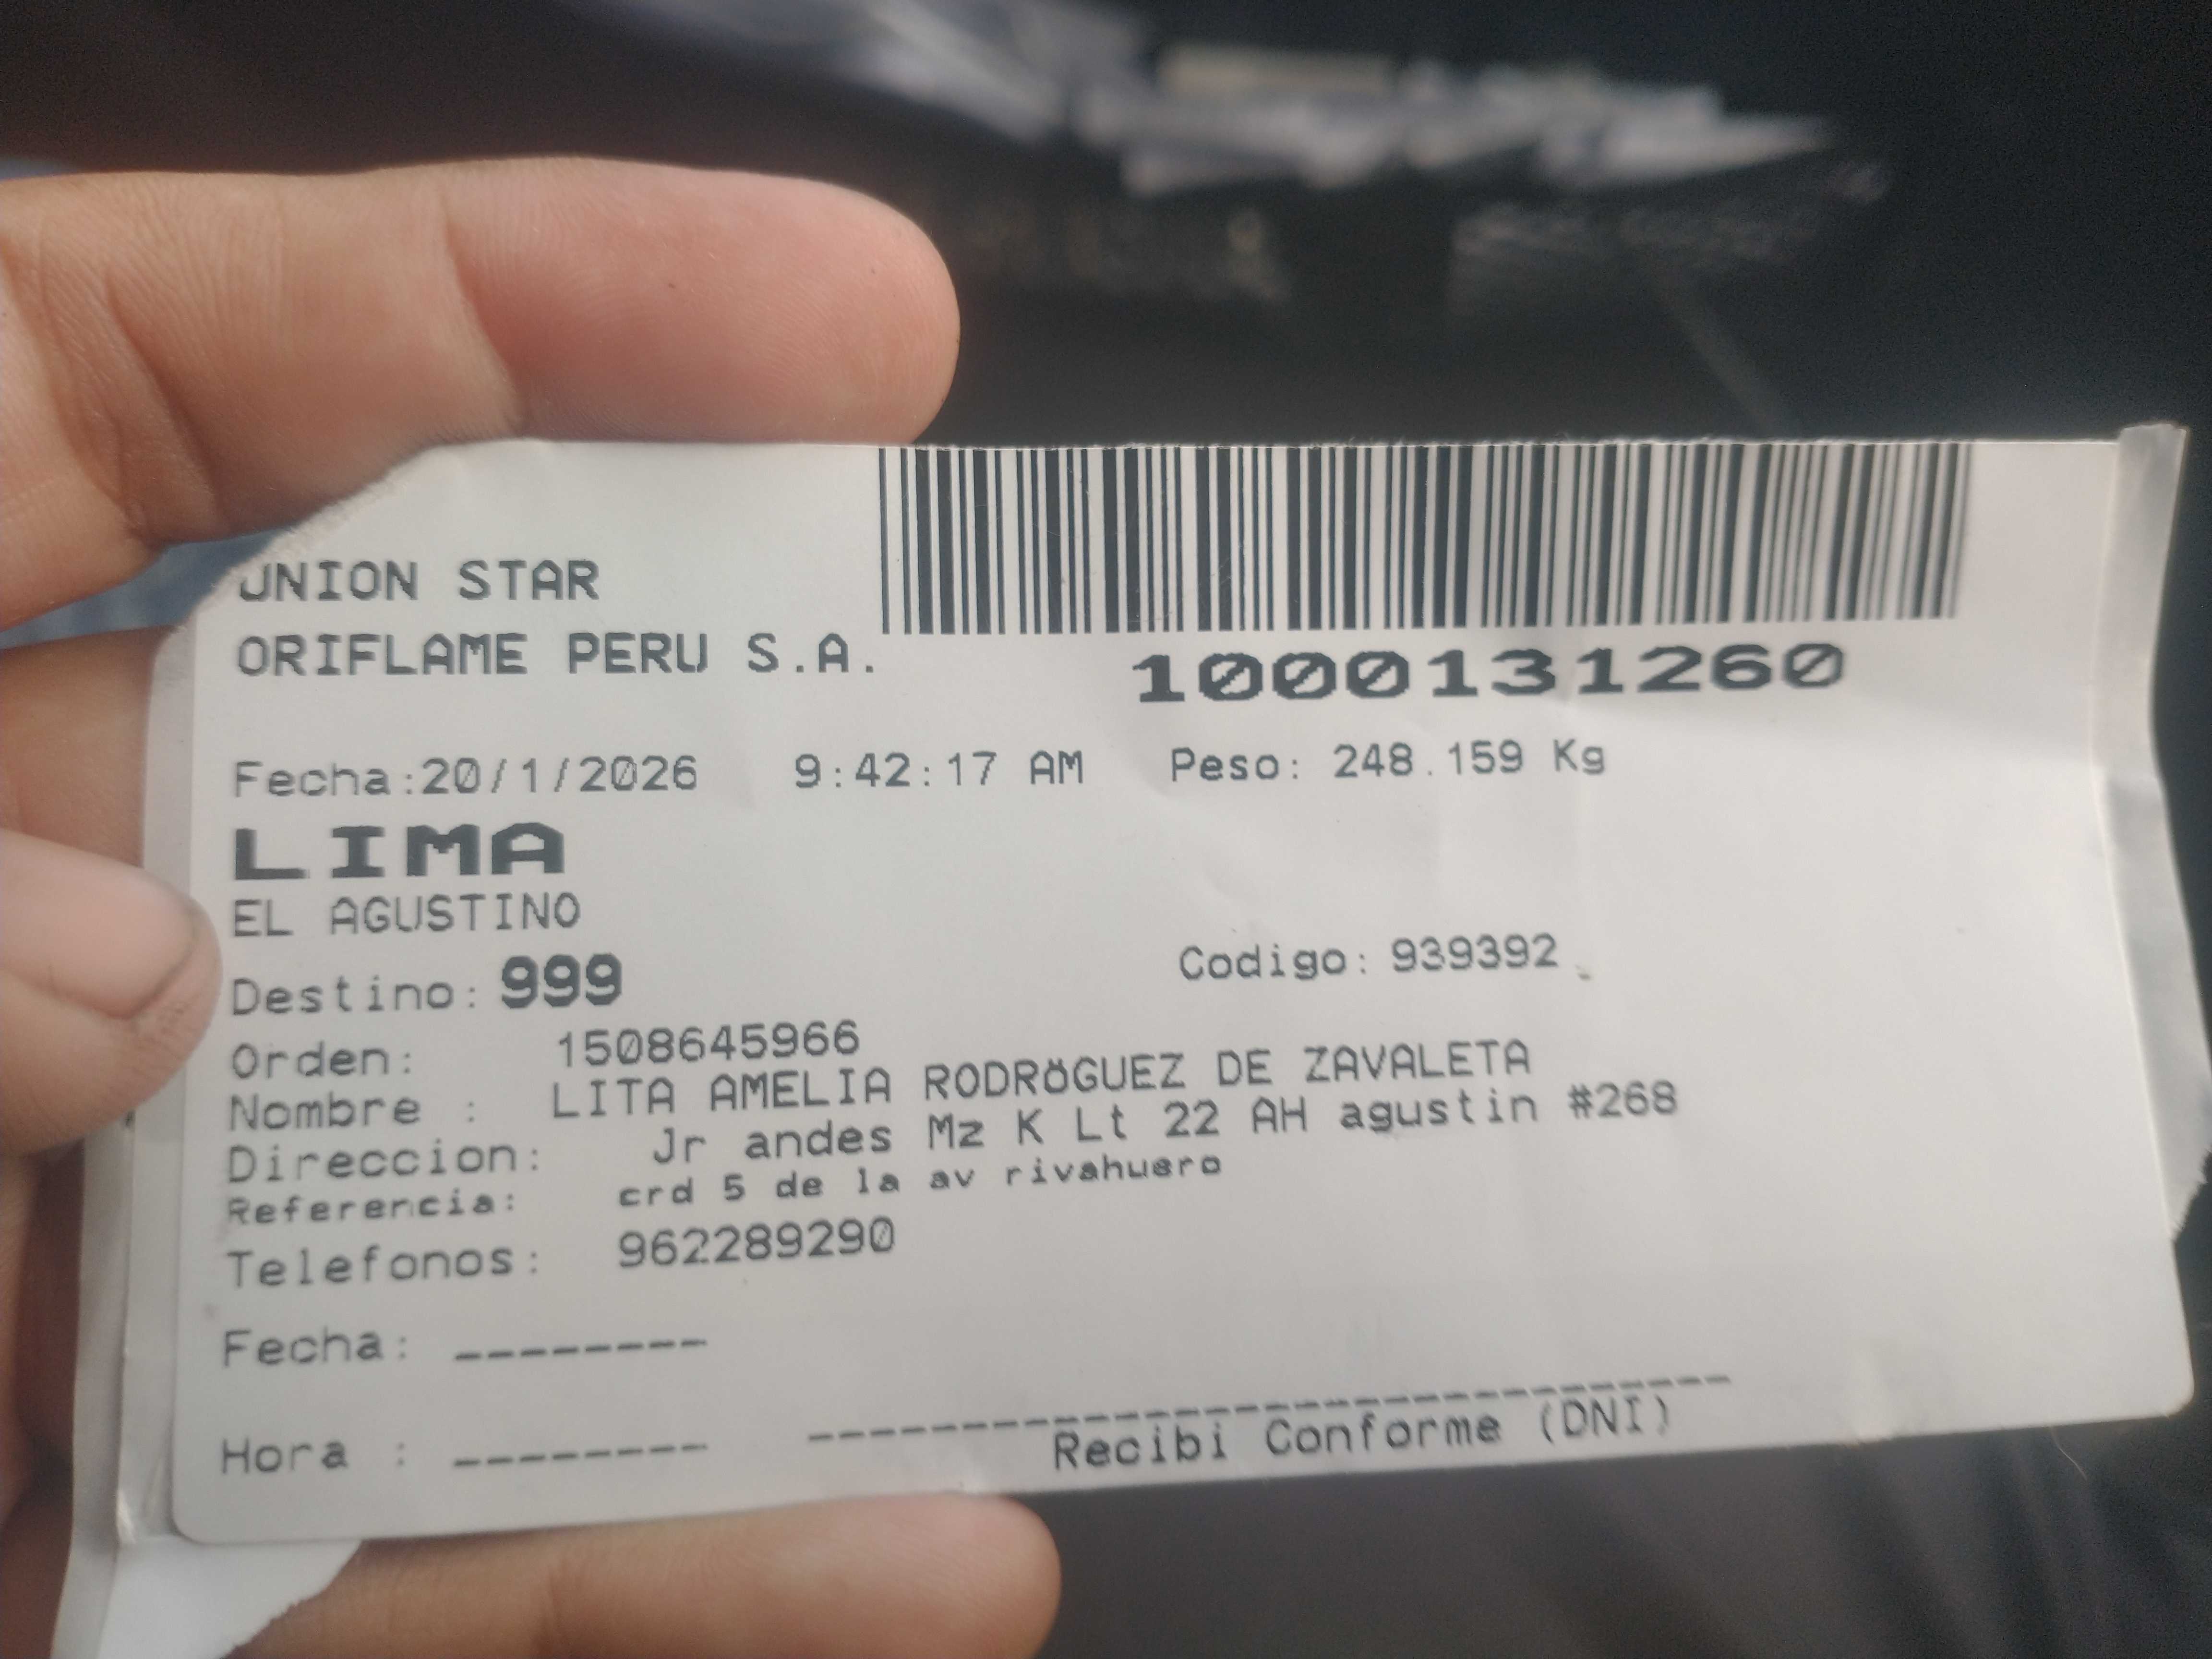 UNION STAR
ORIFLAME PERU S.A.
1000131260
Fecha:20/1/2026 9:42:17 AM Peso: 248.159 Kg
LIMA
EL AGUSTINO
Destino: 999 Codigo: 939392
Orden: 1508645966
Nombre : LITA AMELIA RODRÖGUEZ DE ZAVALETA
Direccion: Jr andes Mz K Lt 22 AH agustin #268
Referencia: crd 5 de la av rivahuero
Telefonos: 962289290
Fecha: --------
Hora : --------
Recibi Conforme (DNI)